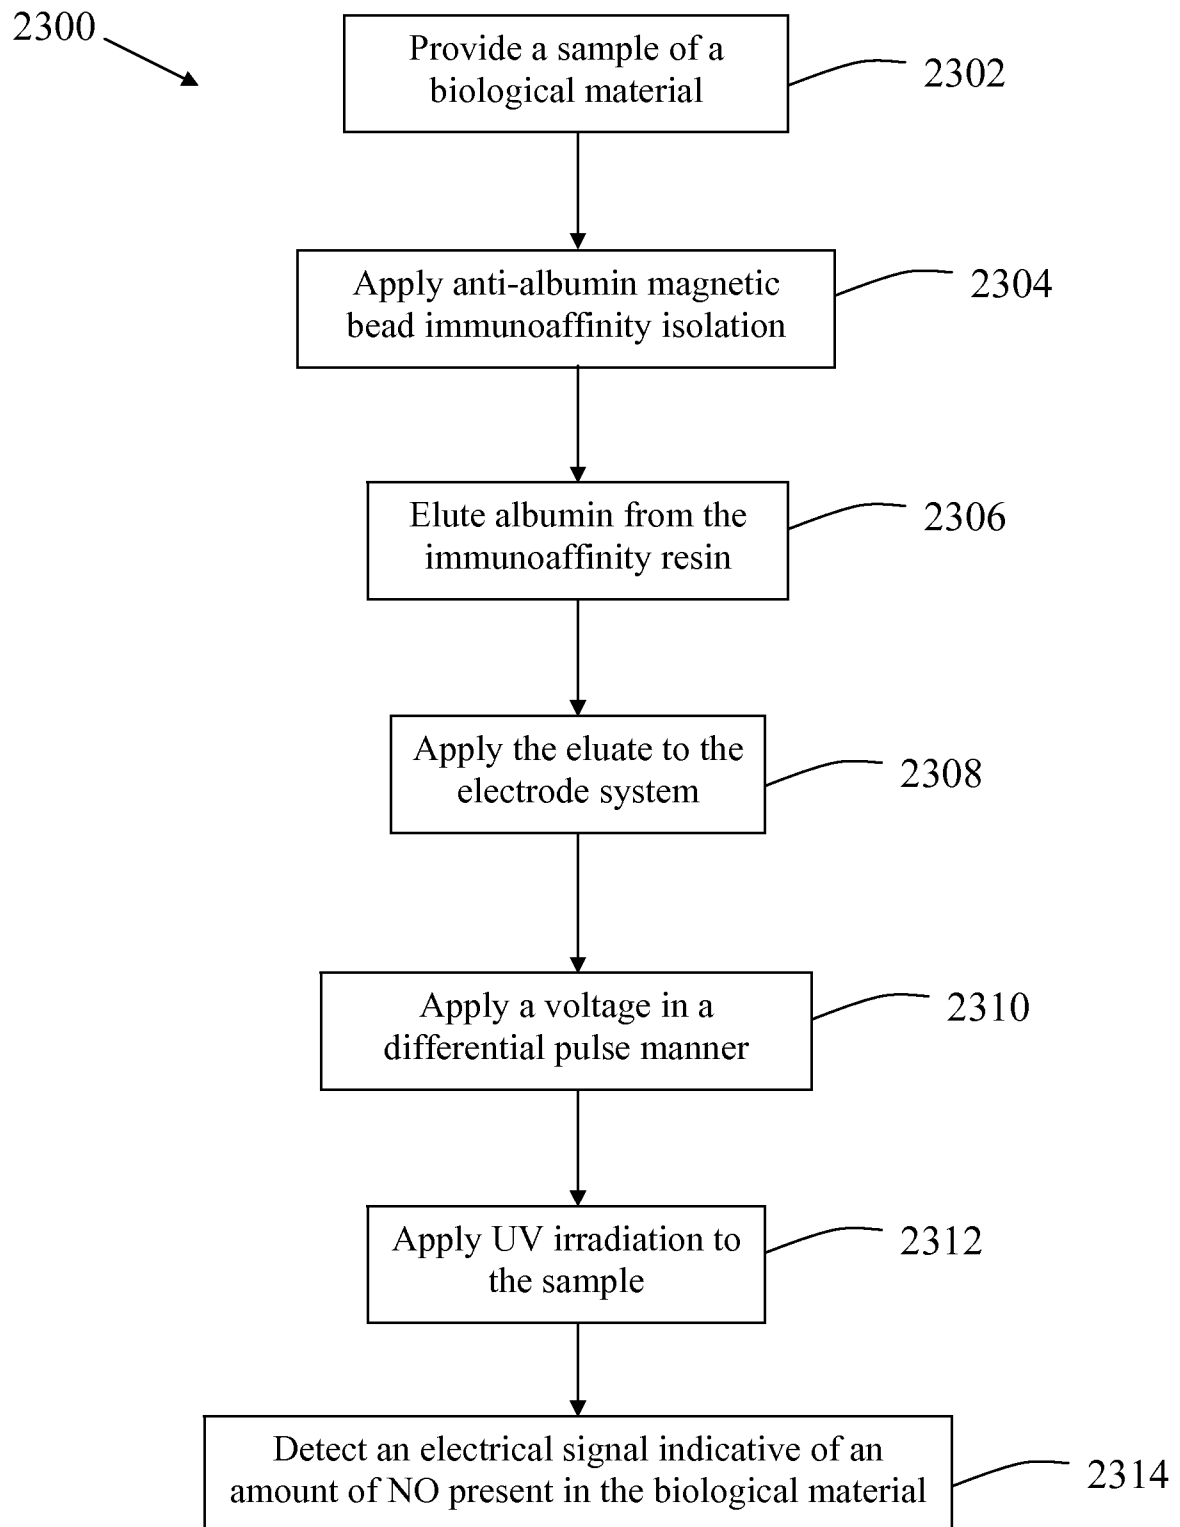 2300
Provide a sample of a
biological material
2302
Apply anti-albumin magnetic
bead immunoaffinity isolation
2304
Elute albumin from the
immunoaffinity resin
2306
Apply the eluate to the
electrode system
2308
Apply a voltage in a
differential pulse manner
2310
Apply UV irradiation to
the sample
2312
Detect an electrical signal indicative of an
amount of NO present in the biological material
2314